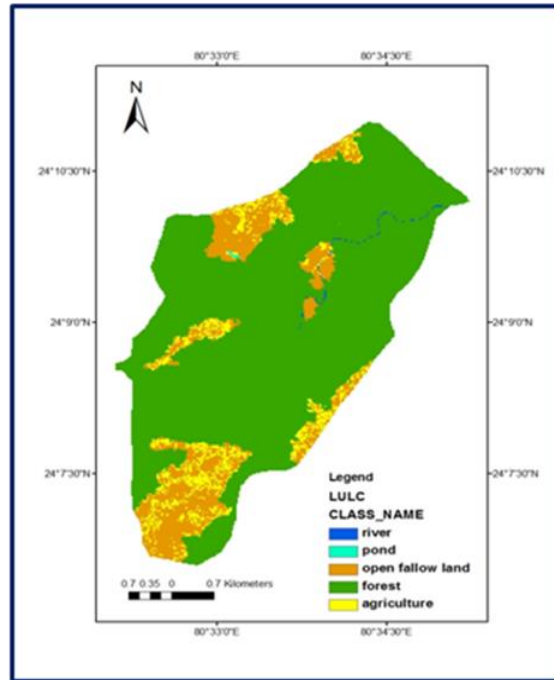 80°33'0"E 80°34'30"E
N
24°10'30"N 24°10'30"N
24°9'0"N 24°9'0"N
24°7'30"N 24°7'30"N
Legend
LULC
CLASS_NAME
river
pond
open fallow land
forest
agriculture
0.7 0.35 0 0.7 Kilometers
80°33'0"E 80°34'30"E